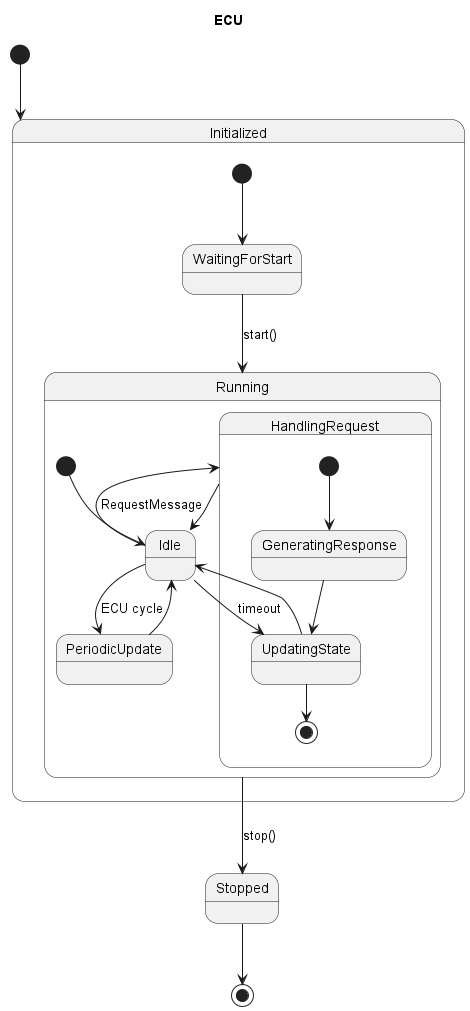 ECU
Initialized
WaitingForStart
start()
Running
HandlingRequest
RequestMessage
Idle
GeneratingResponse
ECU cycle
timeout
PeriodicUpdate
UpdatingState
stop()
Stopped